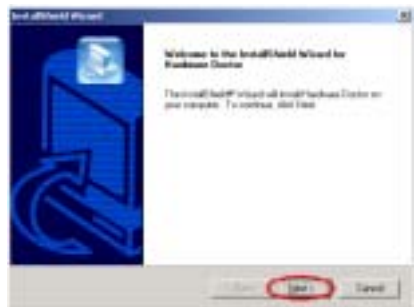 InstallShield Wizard
Welcome to the InstallShield Wizard for
Hardware Doctor
The InstallShield® Wizard will install Hardware Doctor on
your computer. To continue, click Next.
< Back
Next >
Cancel